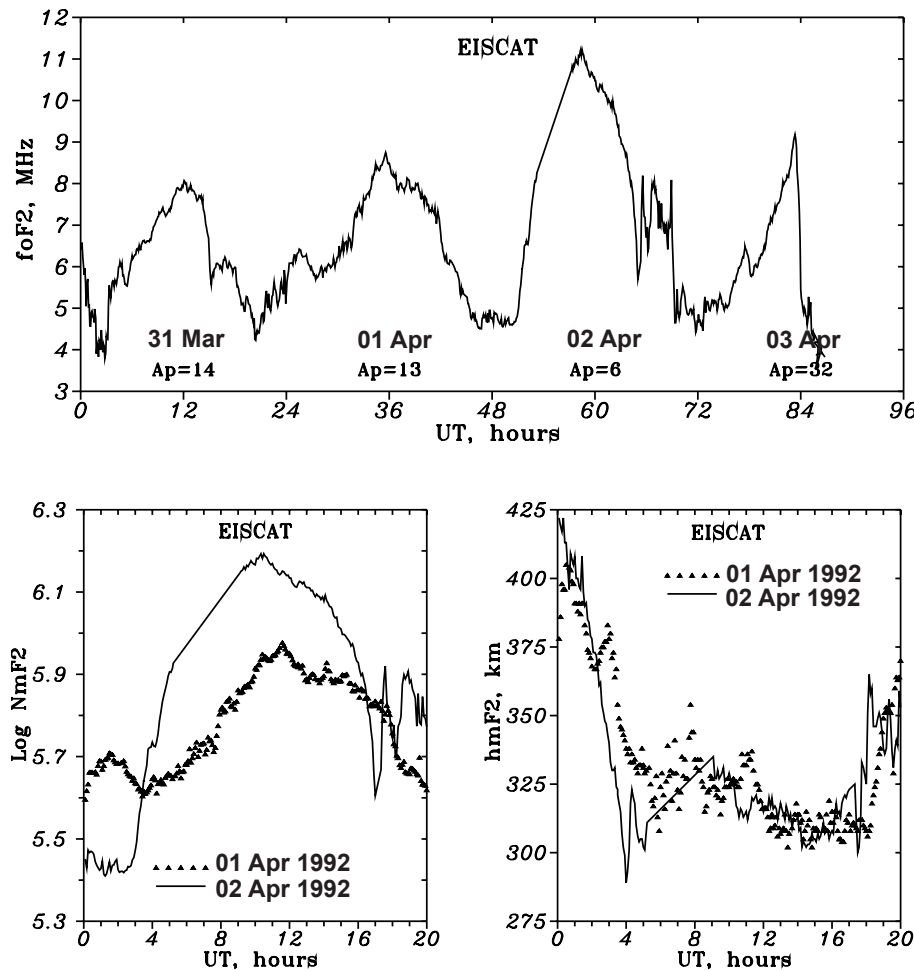 12
11
10
9
8
7
6
5
4
3
foF2, MHz
EISCAT
31 Mar
01 Apr
02 Apr
03 Apr
Ap=14
Ap=13
Ap=6
Ap=32
0 12 24 36 48 60 72 84 96
UT, hours
6.3
6.1
5.9
5.7
5.5
5.3
Log NmF2
EISCAT
01 Apr 1992
02 Apr 1992
0 4 8 12 16 20
UT, hours
425
400
375
350
325
300
275
hmF2, km
EISCAT
01 Apr 1992
02 Apr 1992
0 4 8 12 16 20
UT, hours